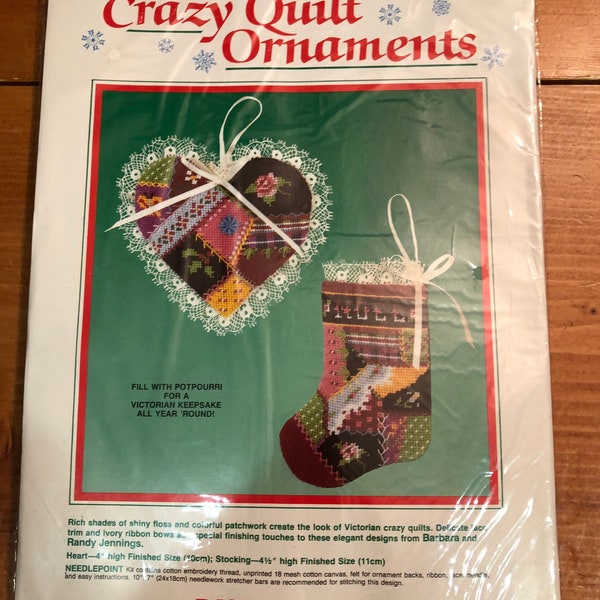 Crazy Quilt
Ornaments
FILL WITH POTPOURRI
FOR A
VICTORIAN KEEPSAKE
ALL YEAR 'ROUND!
Rich shades of shiny floss and colorful patchwork create the look of Victorian crazy quilts. Delicate lace
trim and ivory ribbon bows special finishing touches to these elegant designs from Barbara and
Randy Jennings.
Heart—4" high Finished Size (10cm); Stocking—4½" high Finished Size (11cm)
NEEDLEPOINT Kit contains cotton embroidery thread, unprinted 18 mesh cotton canvas, felt for ornament backs, ribbon, lace, needle,
and easy instructions. (24x18cm) needlework stretcher bars are recommended for stitching this design.